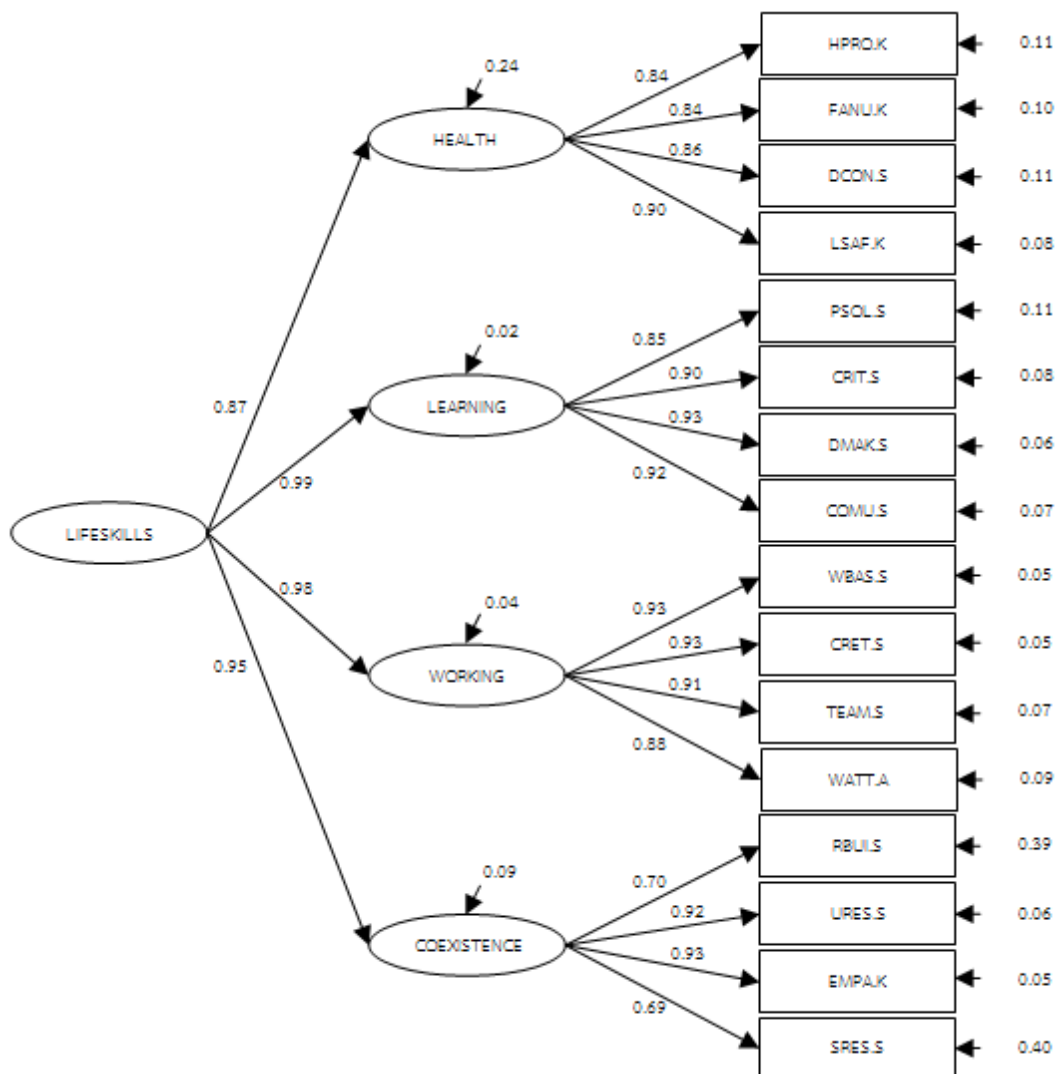 HPRO.K
0.11
0.24
0.84
FANU.K
0.10
0.84
HEALTH
0.86
DCON.S
0.11
0.90
LSAF.K
0.08
PSOL.S
0.11
0.02
0.85
0.90
CRIT.S
0.08
0.87
LEARNING
0.93
DMAK.S
0.06
0.92
0.99
COMU.S
0.07
LIFESKILLS
WBAS.S
0.05
0.98
0.04
0.93
0.93
CRET.S
0.05
0.95
WORKING
0.91
TEAM.S
0.07
0.88
WATT.A
0.09
RBUI.S
0.39
0.09
0.70
0.92
URES.S
0.06
COEXISTENCE
0.93
EMPA.K
0.05
0.69
SRES.S
0.40